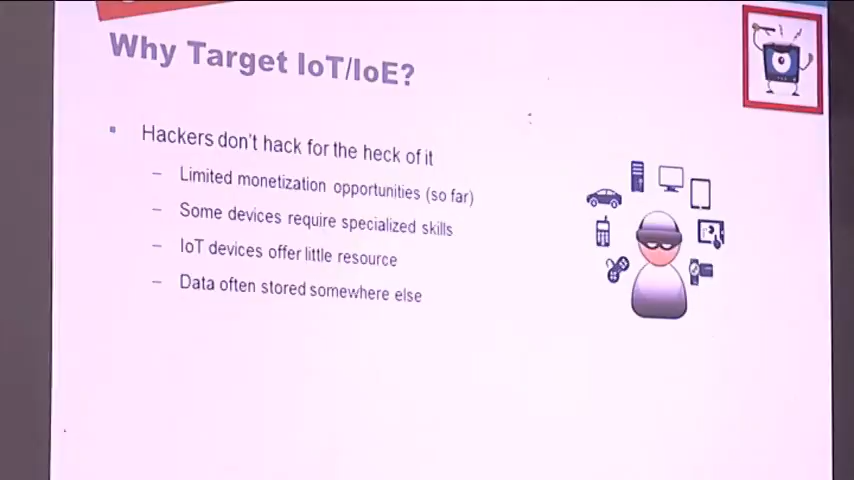 Why Target IoT/IoE?
Hackers don't hack for the heck of it
Limited monetization opportunities (so far)
Some devices require specialized skills
IoT devices offer little resource
Data often stored somewhere else